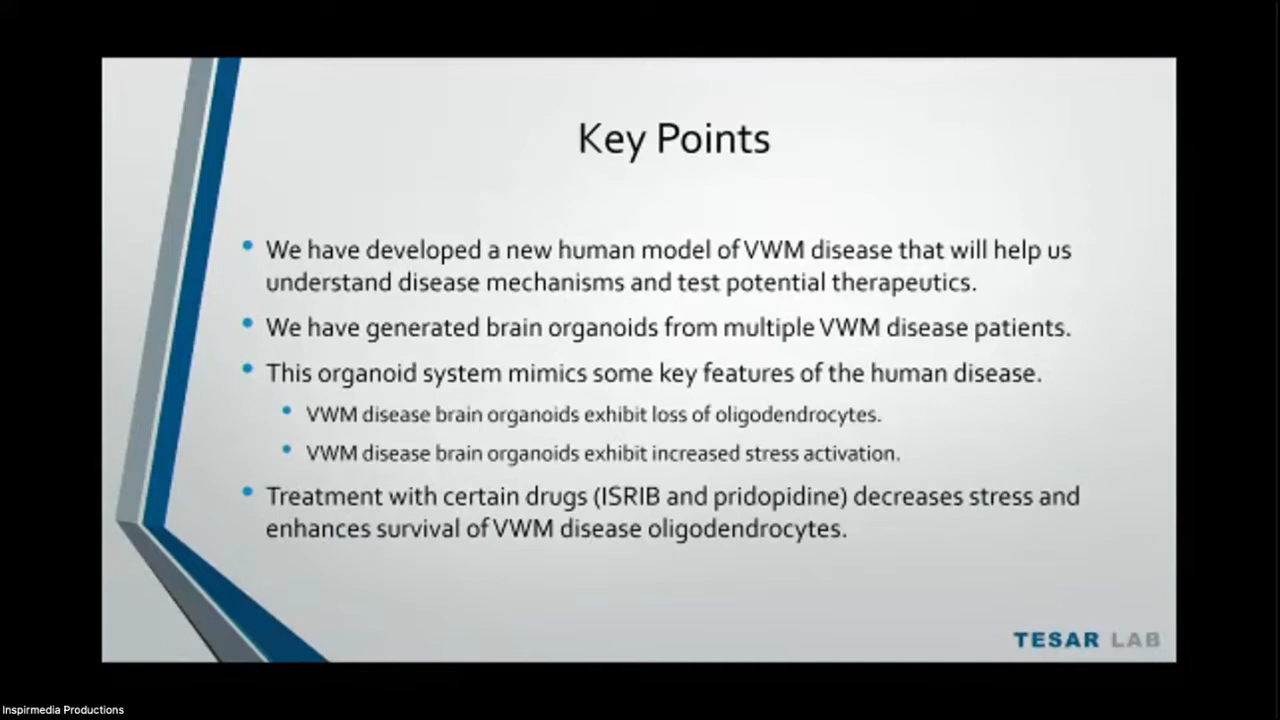 Key Points
• We have developed a new human model of VWM disease that will help us
understand disease mechanisms and test potential therapeutics.
• We have generated brain organoids from multiple VWM disease patients.
• This organoid system mimics some key features of the human disease.
• VWM disease brain organoids exhibit loss of oligodendrocytes.
• VWM disease brain organoids exhibit increased stress activation.
• Treatment with certain drugs (ISRIB and pridopidine) decreases stress and
enhances survival of VWM disease oligodendrocytes.
TESAR LAB
Inspirmedia Productions